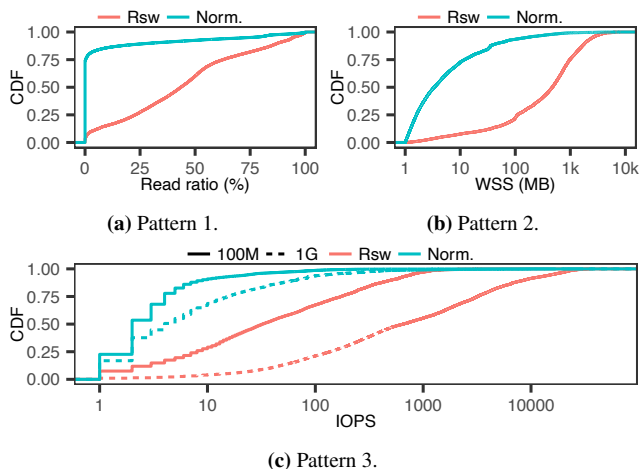 Rsw Norm.
CDF
1.00
0.75
0.50
0.25
0.00
0 25 50 75 100
Read ratio (%)
(a) Pattern 1.
Rsw Norm.
CDF
1.00
0.75
0.50
0.25
0.00
1 10 100 1k 10k
WSS (MB)
(b) Pattern 2.
100M 1G Rsw Norm.
CDF
1.00
0.75
0.50
0.25
0.00
1 10 100 1000 10000
IOPS
(c) Pattern 3.